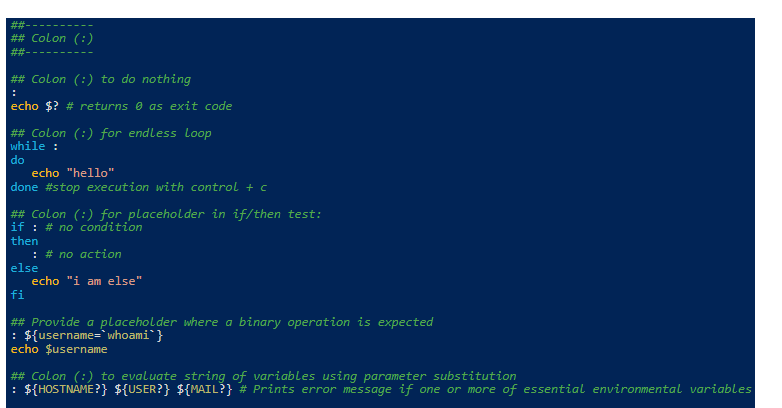 ##----------
## Colon (:)
##----------
## Colon (:) to do nothing
:
echo $? # returns 0 as exit code
## Colon (:) for endless loop
while :
do
echo "hello"
done #stop execution with control + c
## Colon (:) for placeholder in if/then test:
if : # no condition
then
: # no action
else
echo "i am else"
fi
## Provide a placeholder where a binary operation is expected
: ${username=`whoami`}
echo $username
## Colon (:) to evaluate string of variables using parameter substitution
: ${HOSTNAME?} ${USER?} ${MAIL?} # Prints error message if one or more of essential environmental variables